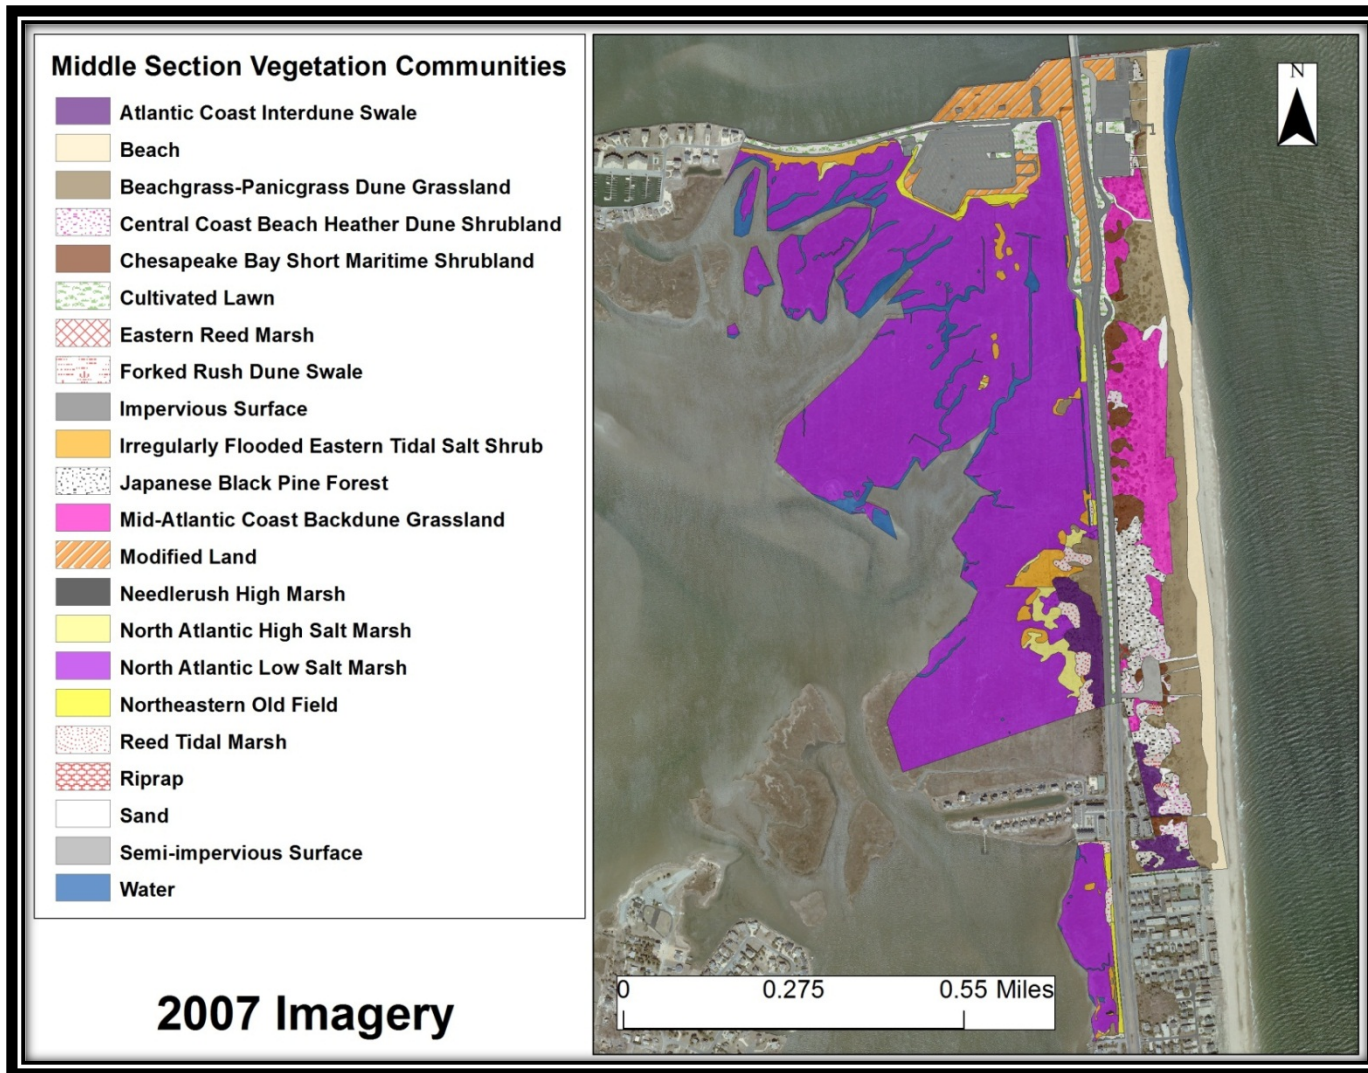 Middle Section Vegetation Communities
Atlantic Coast Interdune Swale
Beach
Beachgrass-Panicgrass Dune Grassland
Central Coast Beach Heather Dune Shrubland
Chesapeake Bay Short Maritime Shrubland
Cultivated Lawn
Eastern Reed Marsh
Forked Rush Dune Swale
Impervious Surface
Irregularly Flooded Eastern Tidal Salt Shrub
Japanese Black Pine Forest
Mid-Atlantic Coast Backdune Grassland
Modified Land
Needlerush High Marsh
North Atlantic High Salt Marsh
North Atlantic Low Salt Marsh
Northeastern Old Field
Reed Tidal Marsh
Riprap
Sand
Semi-impervious Surface
Water
2007 Imagery
N
0 0.275 0.55 Miles